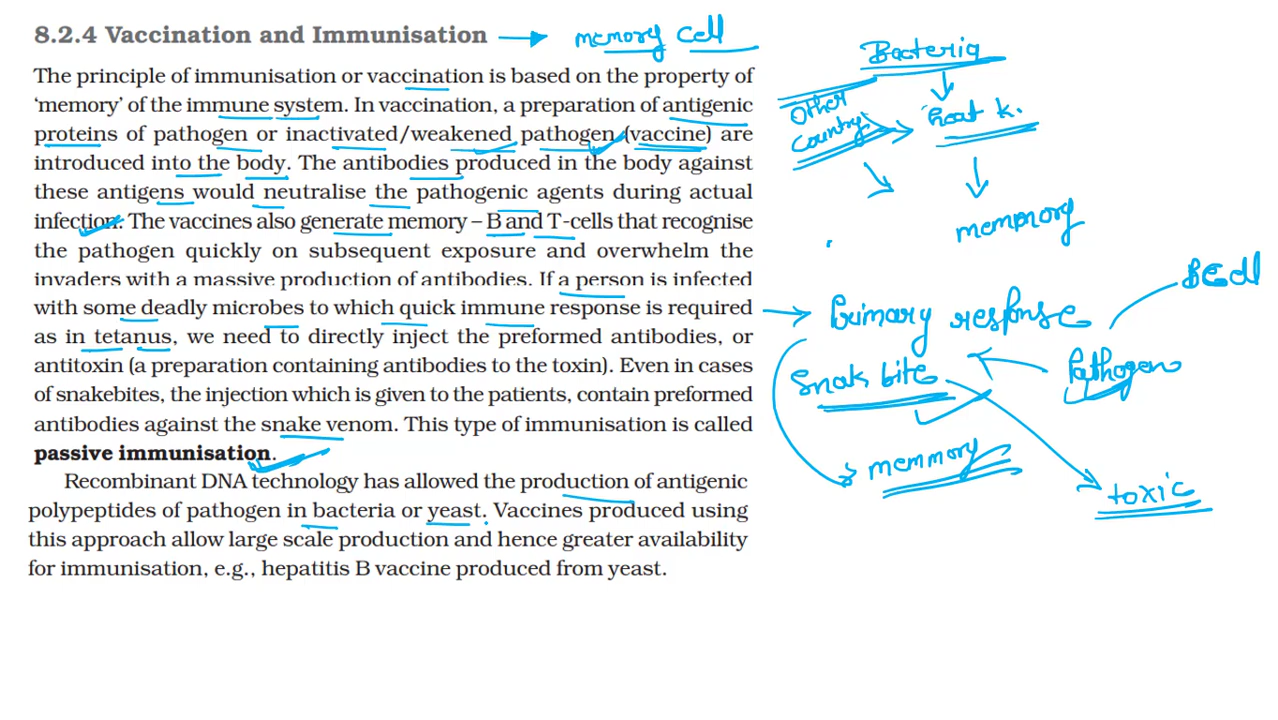 8.2.4 Vaccination and Immunisation → memory cell
The principle of immunisation or vaccination is based on the property of
'memory' of the immune system. In vaccination, a preparation of antigenic
proteins of pathogen or inactivated/weakened pathogen (vaccine) are
introduced into the body. The antibodies produced in the body against
these antigens would neutralise the pathogenic agents during actual
infection. The vaccines also generate memory – B and T-cells that recognise
the pathogen quickly on subsequent exposure and overwhelm the
invaders with a massive production of antibodies. If a person is infected
with some deadly microbes to which quick immune response is required
as in tetanus, we need to directly inject the preformed antibodies, or
antitoxin (a preparation containing antibodies to the toxin). Even in cases
of snakebites, the injection which is given to the patients, contain preformed
antibodies against the snake venom. This type of immunisation is called
passive immunisation.
Recombinant DNA technology has allowed the production of antigenic
polypeptides of pathogen in bacteria or yeast. Vaccines produced using
this approach allow large scale production and hence greater availability
for immunisation, e.g., hepatitis B vaccine produced from yeast.
Bacteria
Other
country
heat k.
memprory
B Cell
Primary response
Snak bite
Pathogen
memmory
toxic